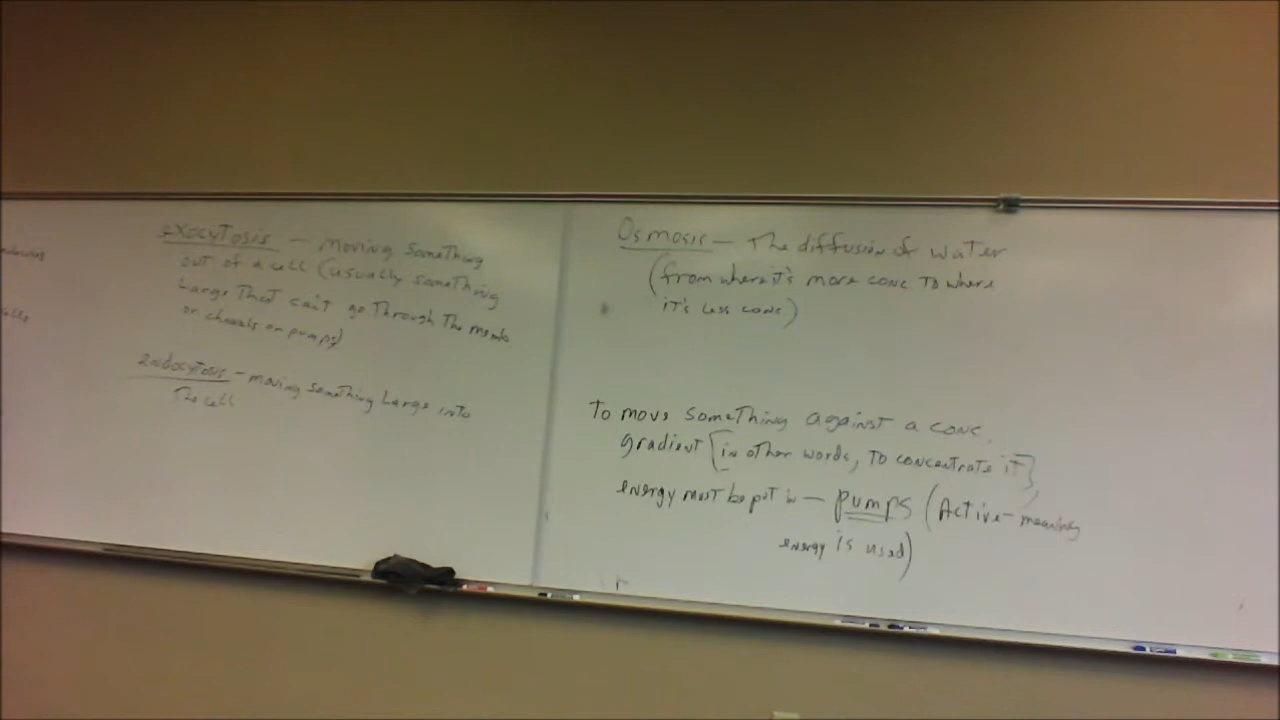 exocytosis - moving something
out of a cell (usually something
Large That can't go Through The memb.
or channels or pumps)
endocytosis - moving something Large into
The cell
Osmosis - The diffusion of water
(from where it's more conc To where
it's less conc.)
To move something against a conc.
gradient [in other words, To concentrate it]
energy must be put in - pumps (Active - meaning
energy is used)